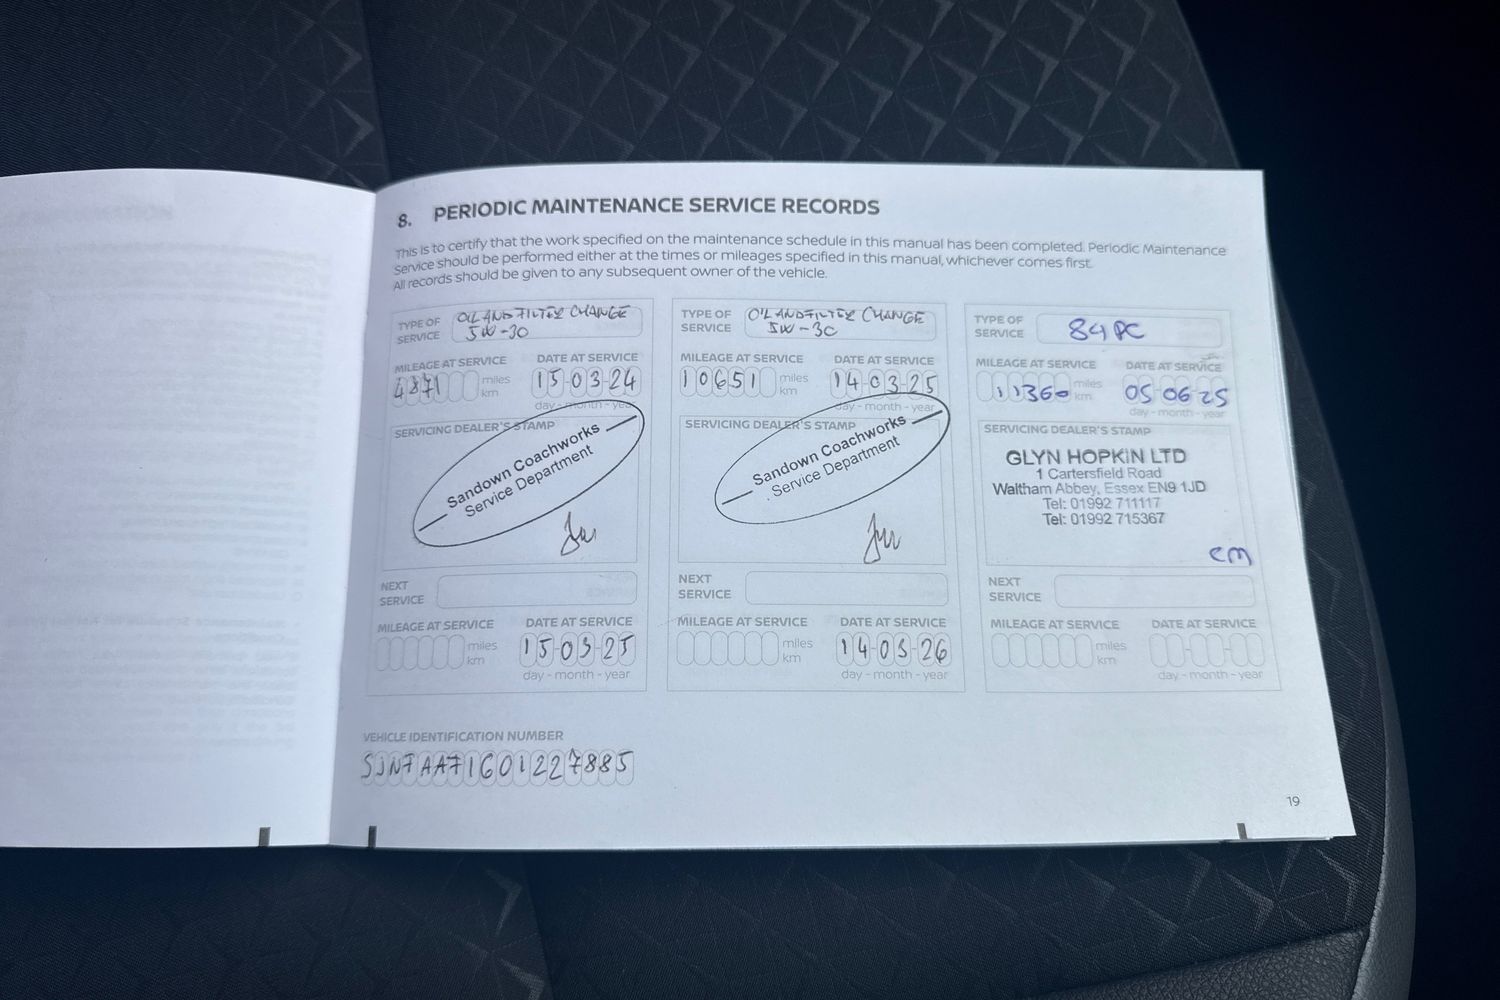 8. PERIODIC MAINTENANCE SERVICE RECORDS
This is to certify that the work specified on the maintenance schedule in this manual has been completed. Periodic Maintenance
Service should be performed either at the times or mileages specified in this manual, whichever comes first.
All records should be given to any subsequent owner of the vehicle.
TYPE OF SERVICE
OIL AND FILTER CHANGE
5W-30
MILEAGE AT SERVICE
4871 miles
km
DATE AT SERVICE
15-03-24
day - month - year
SERVICING DEALER'S STAMP
Sandown Coachworks
Service Department
NEXT
SERVICE
MILEAGE AT SERVICE
miles
km
DATE AT SERVICE
15-03-25
day - month - year
TYPE OF
SERVICE
OIL AND FILTER CHANGE
5W-30
MILEAGE AT SERVICE
10651 miles
km
DATE AT SERVICE
14-03-25
day - month - year
SERVICING DEALER'S STAMP
Sandown Coachworks
Service Department
NEXT
SERVICE
MILEAGE AT SERVICE
miles
km
DATE AT SERVICE
14-03-26
day - month - year
TYPE OF
SERVICE
MILEAGE AT SERVICE
11360 miles
km
DATE AT SERVICE
05-06-25
day - month - year
SERVICING DEALER'S STAMP
GLYN HOPKIN LTD
1 Cartersfield Road
Waltham Abbey, Essex EN9 1JD
Tel: 01992 711117
Tel: 01992 715367
cm
NEXT
SERVICE
MILEAGE AT SERVICE
miles
km
DATE AT SERVICE
day - month - year
VEHICLE IDENTIFICATION NUMBER
19